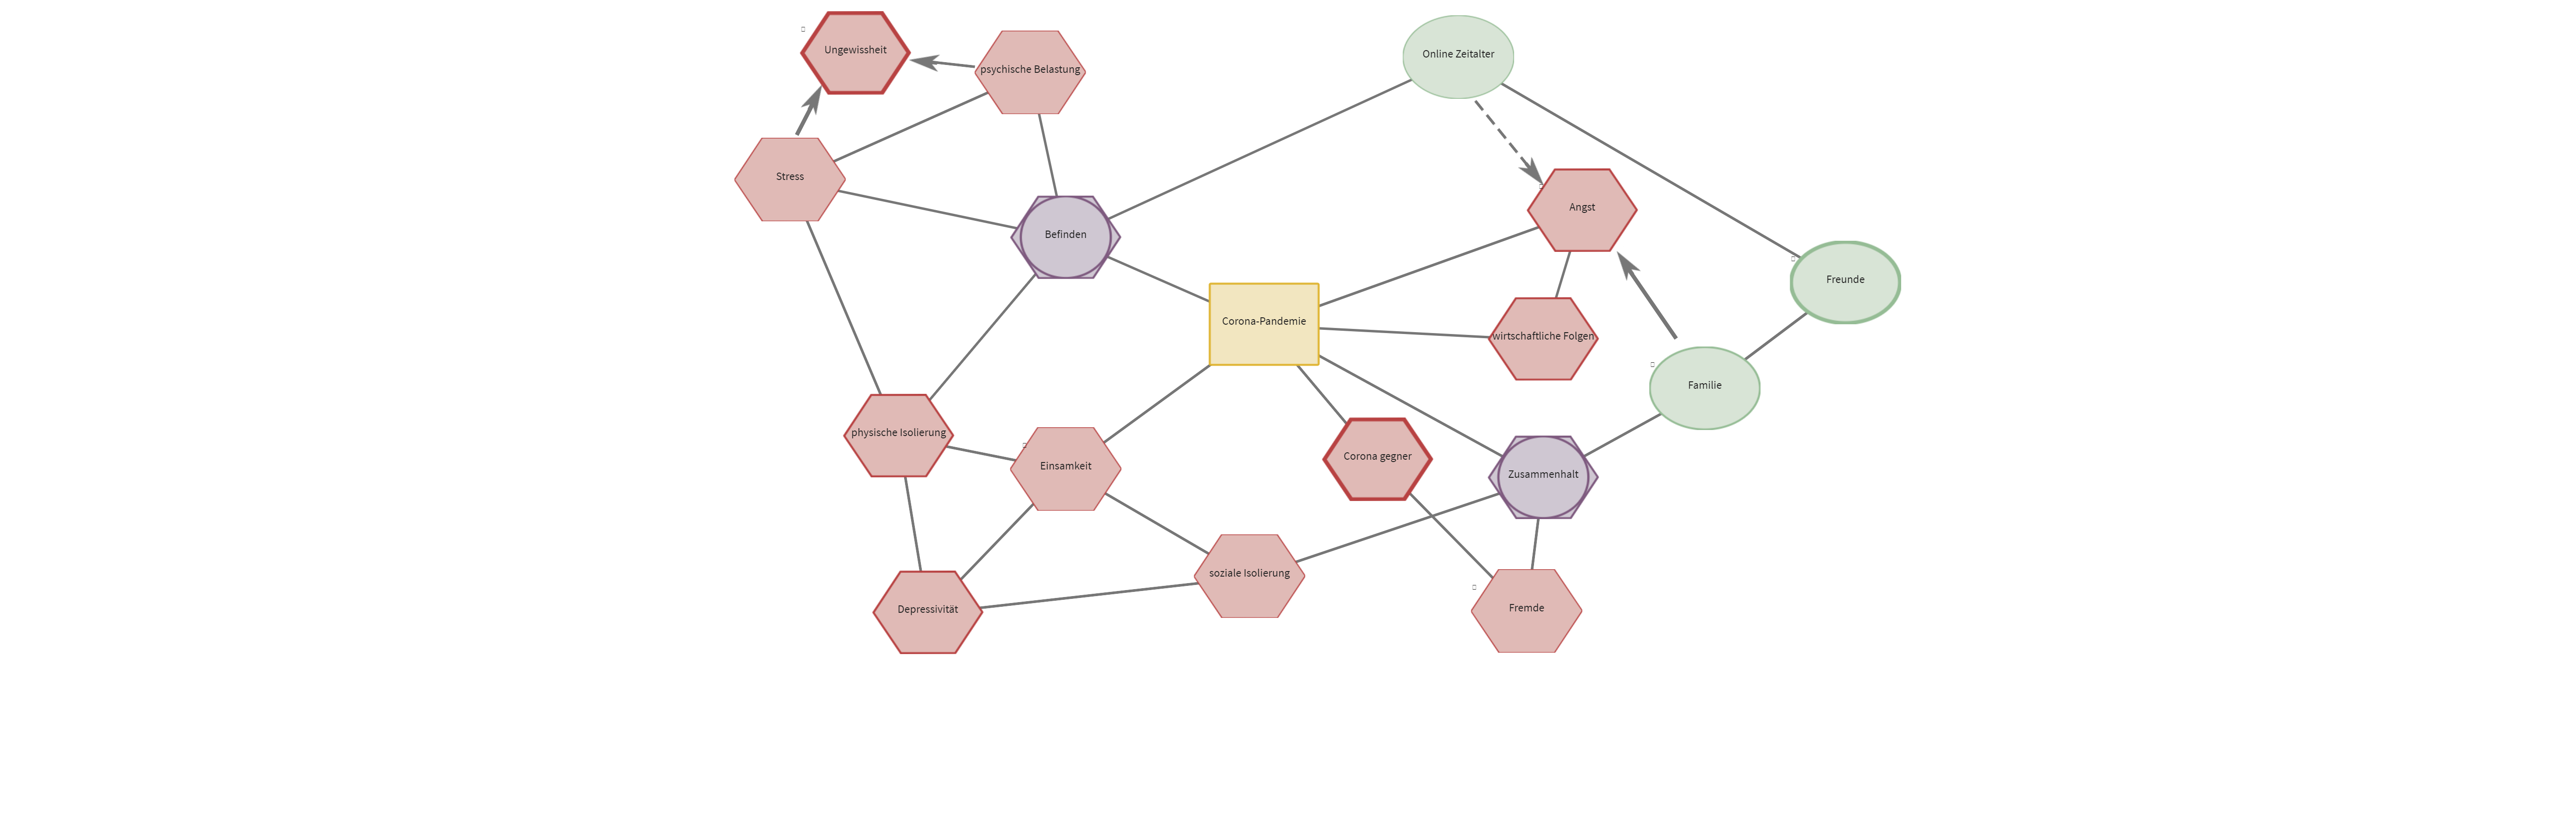 Ungewissheit
psychische Belastung
Online Zeitalter
Stress
Angst
Befinden
Freunde
Corona-Pandemie
wirtschaftliche Folgen
Familie
physische Isolierung
Einsamkeit
Corona gegner
Zusammenhalt
soziale Isolierung
Depressivität
Fremde